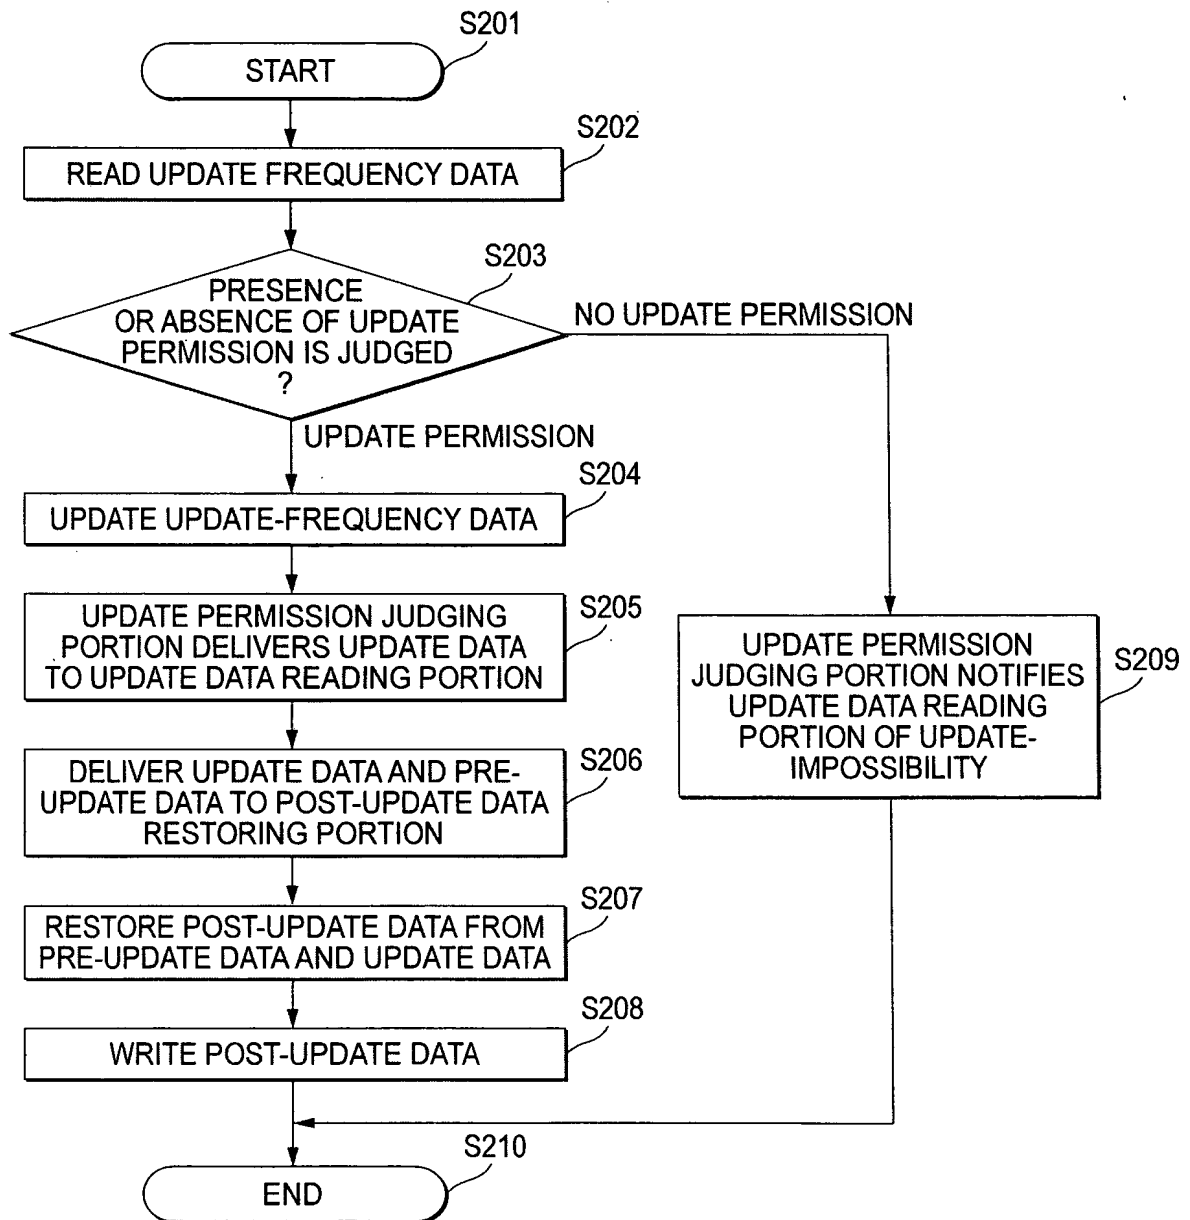 S201
START
S202
READ UPDATE FREQUENCY DATA
S203
PRESENCE
OR ABSENCE OF UPDATE
PERMISSION IS JUDGED
?
NO UPDATE PERMISSION
UPDATE PERMISSION
S204
UPDATE UPDATE-FREQUENCY DATA
S205
UPDATE PERMISSION JUDGING
PORTION DELIVERS UPDATE DATA
TO UPDATE DATA READING PORTION
S209
UPDATE PERMISSION
JUDGING PORTION NOTIFIES
UPDATE DATA READING
PORTION OF UPDATE-
IMPOSSIBILITY
S206
DELIVER UPDATE DATA AND PRE-
UPDATE DATA TO POST-UPDATE DATA
RESTORING PORTION
S207
RESTORE POST-UPDATE DATA FROM
PRE-UPDATE DATA AND UPDATE DATA
S208
WRITE POST-UPDATE DATA
S210
END